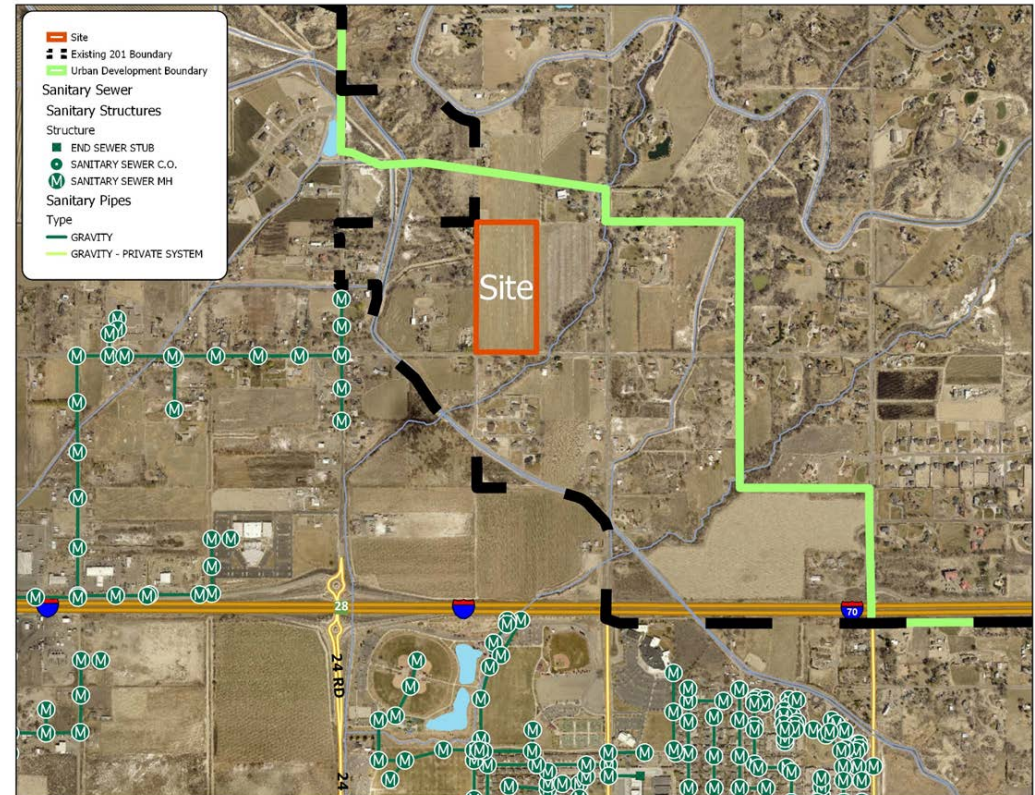 Site
Existing 201 Boundary
Urban Development Boundary
Sanitary Sewer
Sanitary Structures
Structure
END SEWER STUB
SANITARY SEWER C.O.
M SANITARY SEWER MH
Sanitary Pipes
Type
GRAVITY
GRAVITY - PRIVATE SYSTEM
Site
28
70
24 RD
24